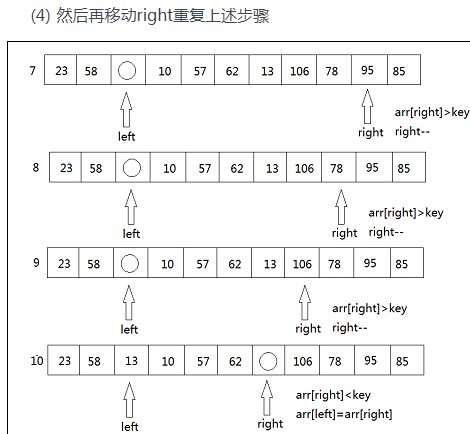 (4) 然后再移动right重复上述步骤
7 23 58 10 57 62 13 106 78 95 85
left right arr[right]>key
right--
8 23 58 10 57 62 13 106 78 95 85
left right arr[right]>key
right--
9 23 58 10 57 62 13 106 78 95 85
left right arr[right]>key
right--
10 23 58 13 10 57 62 106 78 95 85
left right arr[right]<key
arr[left]=arr[right]